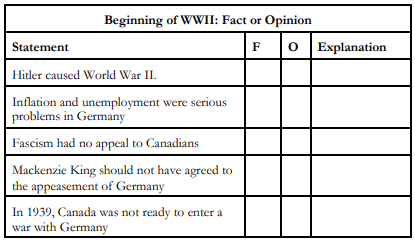 Beginning of WWII: Fact or Opinion
Statement F O Explanation
Hitler caused World War II.
Inflation and unemployment were serious
problems in Germany
Fascism had no appeal to Canadians
Mackenzie King should not have agreed to
the appeasement of Germany
In 1939, Canada was not ready to enter a
war with Germany